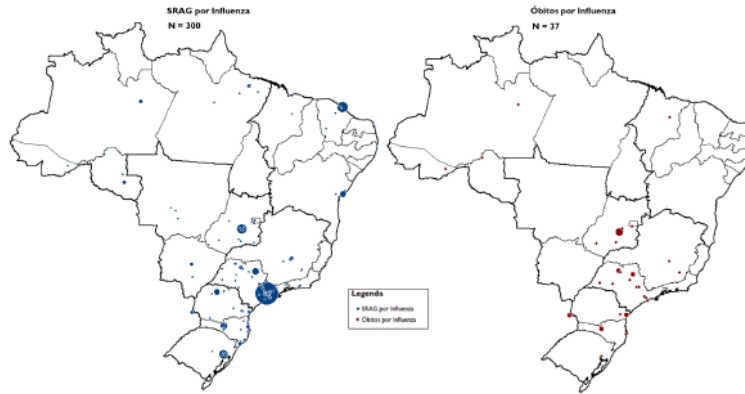 SRAG por Influenza
N = 300
Óbitos por Influenza
N = 37
Legenda
SRAG por Influenza
Óbitos por Influenza